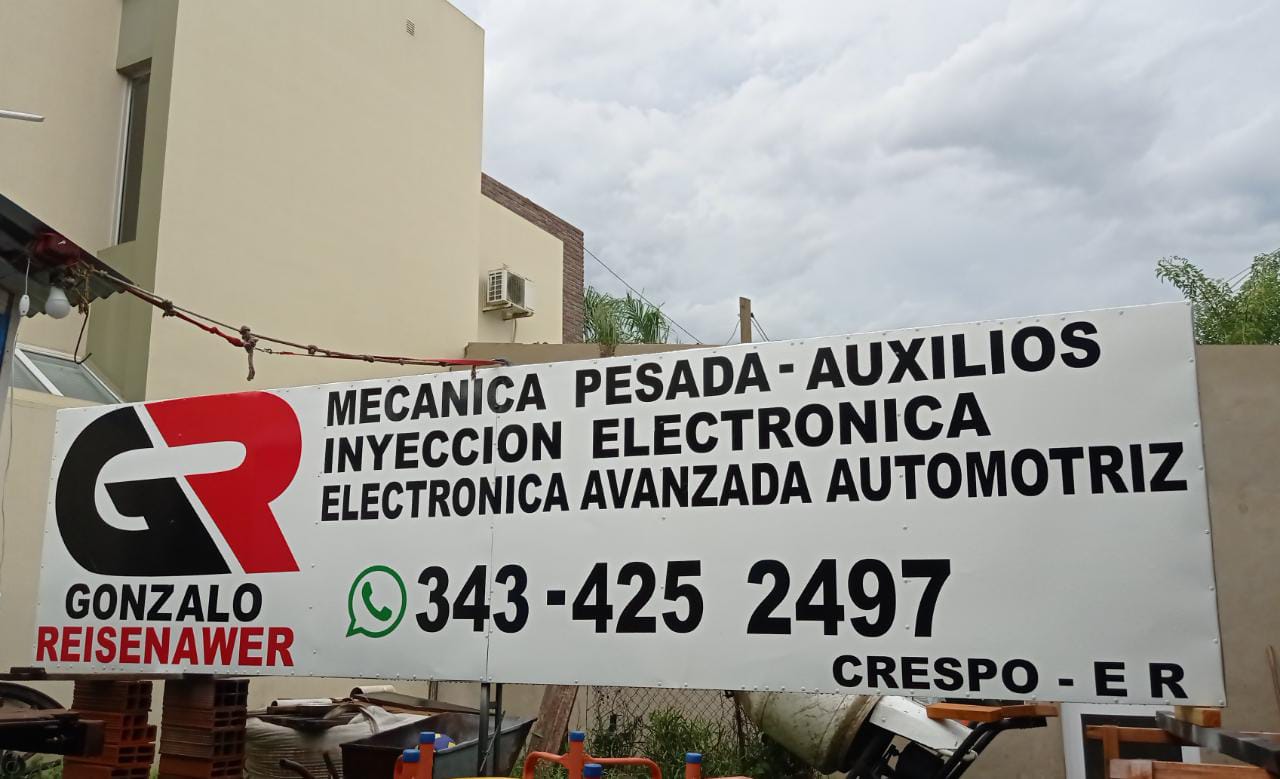 GR
GONZALO
REISENAWER
MECANICA PESADA - AUXILIOS
INYECCION ELECTRONICA
ELECTRONICA AVANZADA AUTOMOTRIZ
343 - 425 2497
CRESPO - E R